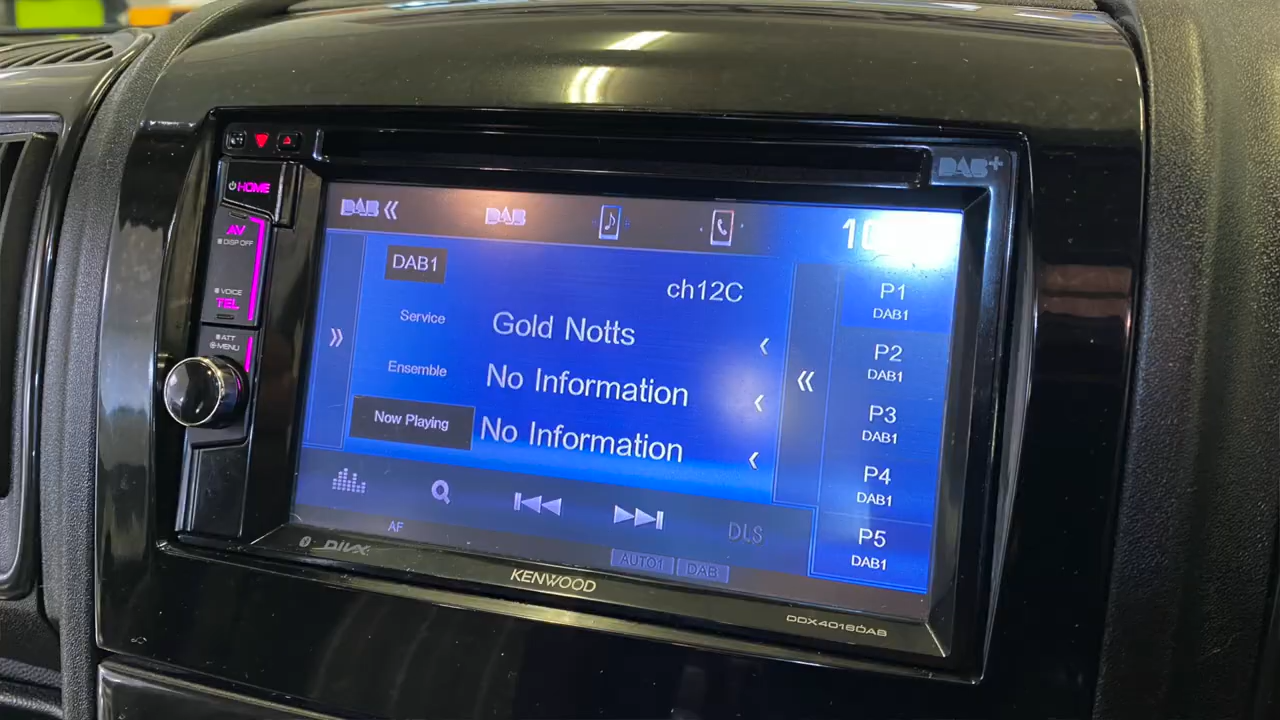 DAB+
HOME
AV
DISP OFF
VOICE
TEL
ATT
MENU
DAB
DAB
DAB1
ch12C
Service
Gold Notts
Ensemble
No Information
Now Playing
No Information
P1
DAB1
P2
DAB1
P3
DAB1
P4
DAB1
P5
DAB1
AF
DLS
AUTO1
DAB
DIVX
KENWOOD